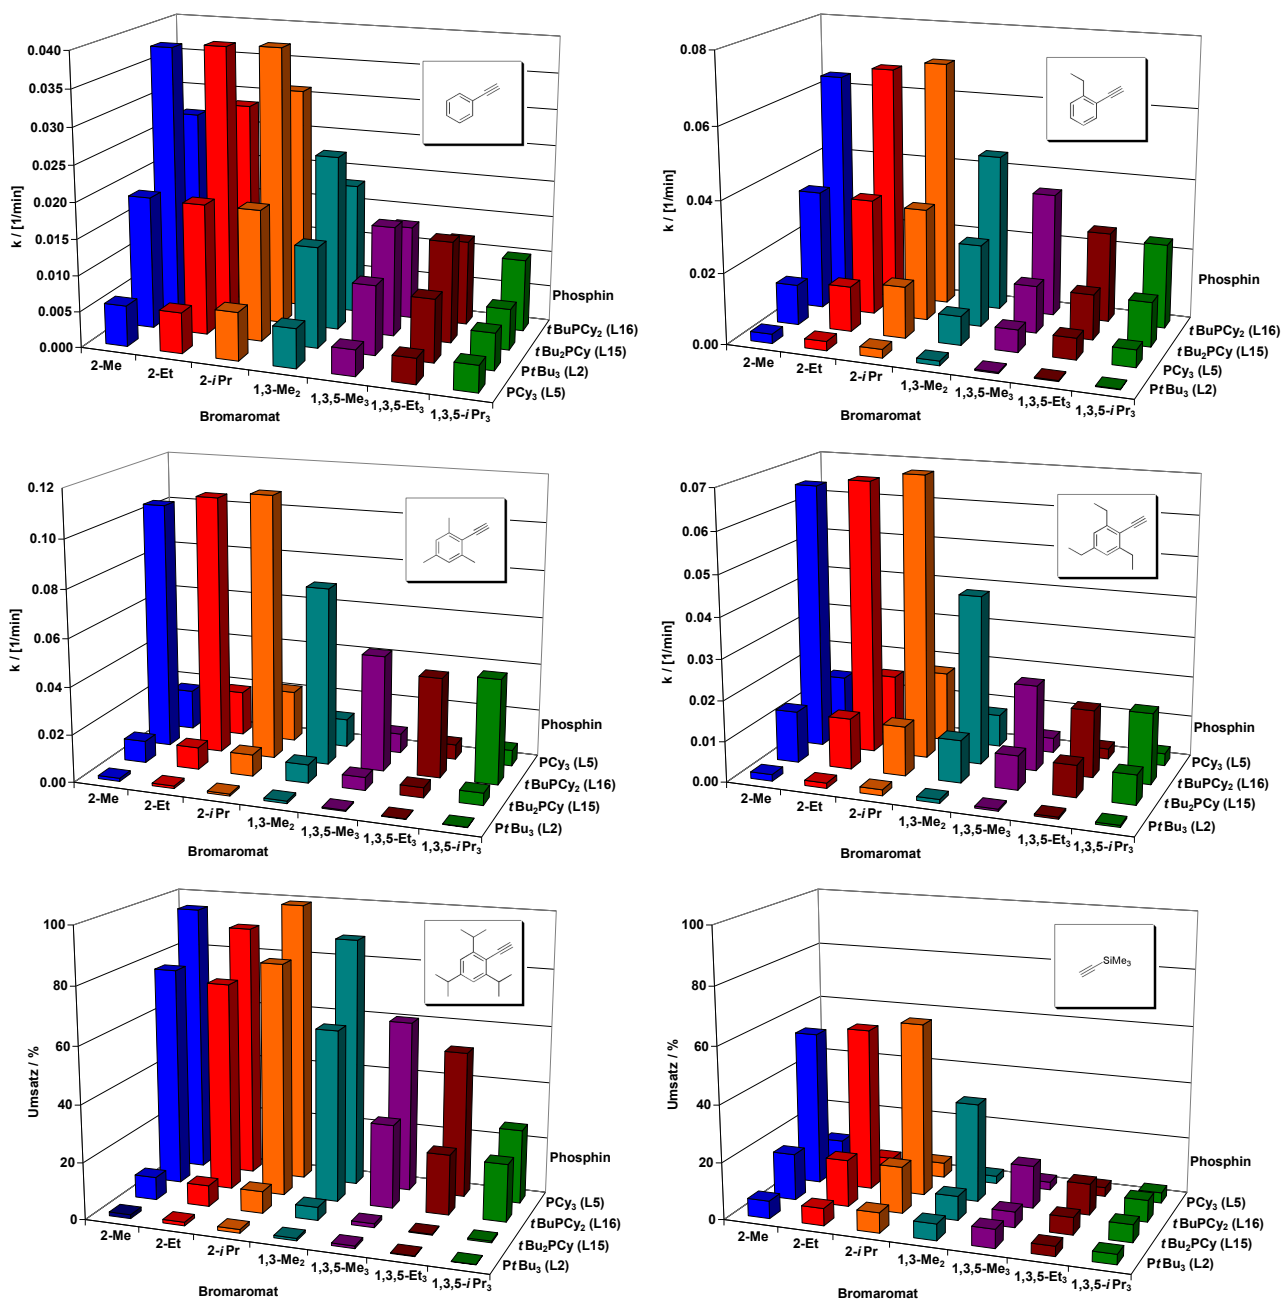 0.040
0.035
0.030
0.025
0.020
0.015
0.010
0.005
0.000
k / [1/min]
2-Me
2-Et
2-iPr
1,3-Me₂
1,3,5-Me₃
1,3,5-Et₃
1,3,5-iPr₃
Bromaromat
Phosphin
tBuPCy₂ (L16)
tBu₂PCy (L15)
PtBu₃ (L2)
PCy₃ (L5)
0.08
0.06
0.04
0.02
0.00
k / [1/min]
2-Me
2-Et
2-iPr
1,3-Me₂
1,3,5-Me₃
1,3,5-Et₃
1,3,5-iPr₃
Bromaromat
Phosphin
tBuPCy₂ (L16)
tBu₂PCy (L15)
PCy₃ (L5)
PtBu₃ (L2)
0.12
0.10
0.08
0.06
0.04
0.02
0.00
k / [1/min]
2-Me
2-Et
2-iPr
1,3-Me₂
1,3,5-Me₃
1,3,5-Et₃
1,3,5-iPr₃
Bromaromat
Phosphin
PCy₃ (L5)
tBuPCy₂ (L16)
tBu₂PCy (L15)
PtBu₃ (L2)
0.07
0.06
0.05
0.04
0.03
0.02
0.01
0.00
k / [1/min]
2-Me
2-Et
2-iPr
1,3-Me₂
1,3,5-Me₃
1,3,5-Et₃
1,3,5-iPr₃
Bromaromat
Phosphin
PCy₃ (L5)
tBuPCy₂ (L16)
tBu₂PCy (L15)
PtBu₃ (L2)
100
80
60
40
20
0
Umsatz / %
2-Me
2-Et
2-iPr
1,3-Me₂
1,3,5-Me₃
1,3,5-Et₃
1,3,5-iPr₃
Bromaromat
Phosphin
PCy₃ (L5)
tBuPCy₂ (L16)
tBu₂PCy (L15)
PtBu₃ (L2)
100
80
60
40
20
0
Umsatz / %
SiMe₃
2-Me
2-Et
2-iPr
1,3-Me₂
1,3,5-Me₃
1,3,5-Et₃
1,3,5-iPr₃
Bromaromat
Phosphin
PCy₃ (L5)
tBuPCy₂ (L16)
tBu₂PCy (L15)
PtBu₃ (L2)